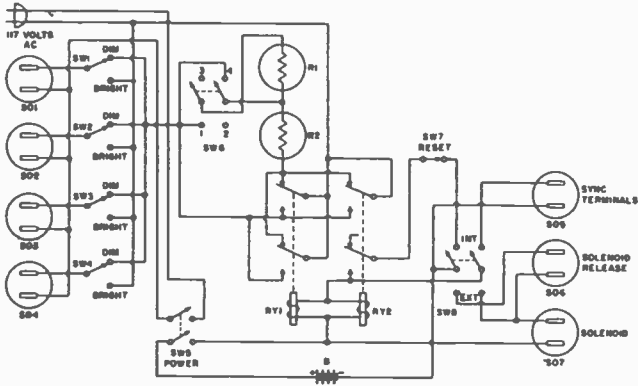 117 VOLTS
AC
SW1
DIM
BRIGHT
SO1
SW2
DIM
BRIGHT
SO2
SW3
DIM
BRIGHT
SO3
SW4
DIM
BRIGHT
SO4
3
4
1
2
SW6
R1
R2
SW7
RESET
SYNC
TERMINALS
SO5
INT
EXT
SW8
SOLENOID
RELEASE
SO6
SOLENOID
SO7
RY1
RY2
SW5
POWER
B
+
-